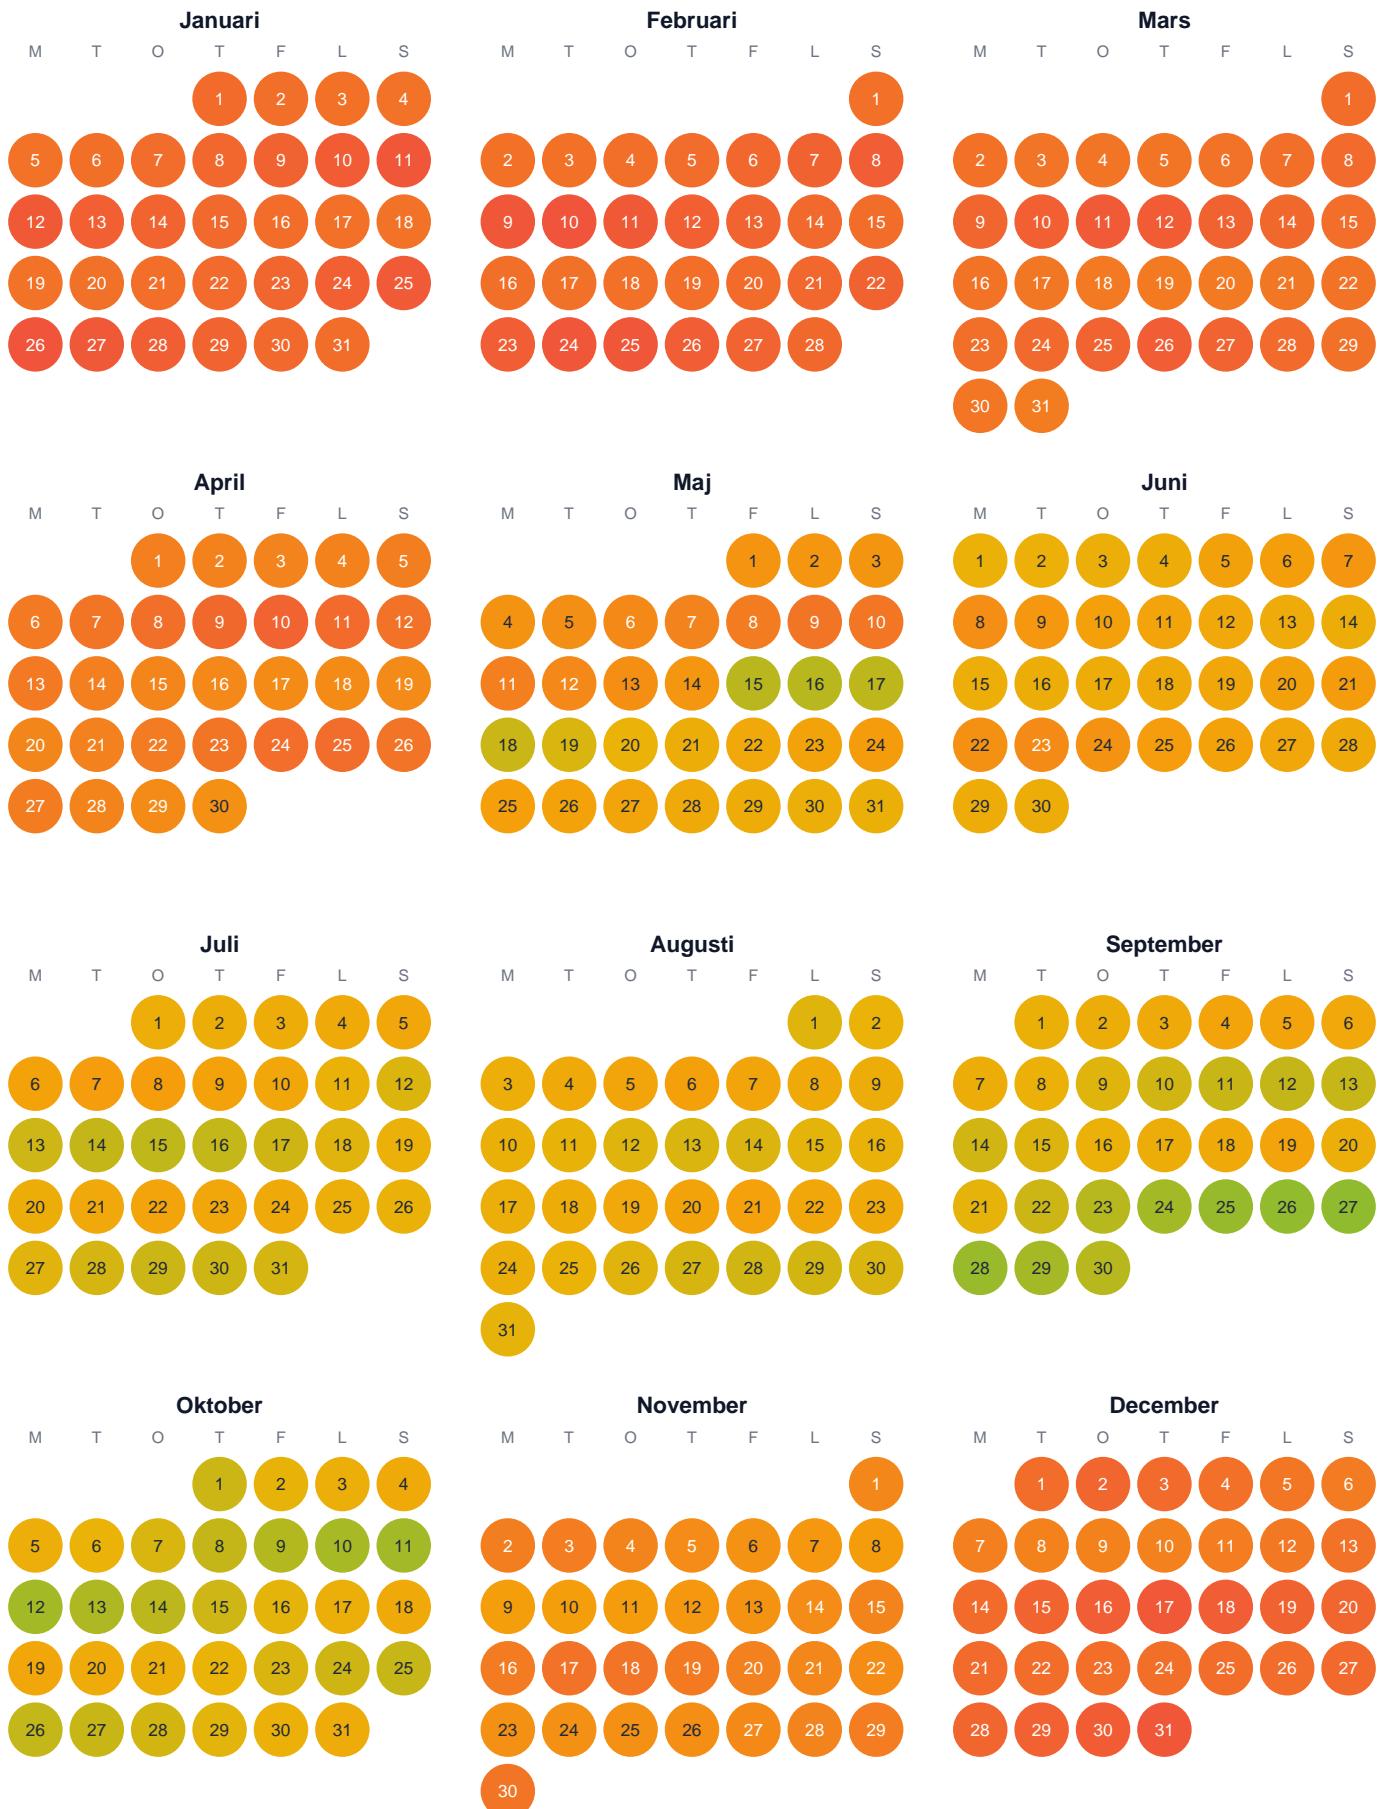 Januari Februari Mars
M T O T F L S M T O T F L S M T O T F L S
1 2 3 4 1 1
5 6 7 8 9 10 11 2 3 4 5 6 7 8 2 3 4 5 6 7 8
12 13 14 15 16 17 18 9 10 11 12 13 14 15 9 10 11 12 13 14 15
19 20 21 22 23 24 25 16 17 18 19 20 21 22 16 17 18 19 20 21 22
26 27 28 29 30 31 23 24 25 26 27 28 23 24 25 26 27 28 29
30 31
April Maj Juni
M T O T F L S M T O T F L S M T O T F L S
1 2 3 4 5 1 2 3 1 2 3 4 5 6 7
6 7 8 9 10 11 12 4 5 6 7 8 9 10 8 9 10 11 12 13 14
13 14 15 16 17 18 19 11 12 13 14 15 16 17 15 16 17 18 19 20 21
20 21 22 23 24 25 26 18 19 20 21 22 23 24 22 23 24 25 26 27 28
27 28 29 30 25 26 27 28 29 30 31 29 30
Juli Augusti September
M T O T F L S M T O T F L S M T O T F L S
1 2 3 4 5 1 2 1 2 3 4 5 6
6 7 8 9 10 11 12 3 4 5 6 7 8 9 7 8 9 10 11 12 13
13 14 15 16 17 18 19 10 11 12 13 14 15 16 14 15 16 17 18 19 20
20 21 22 23 24 25 26 17 18 19 20 21 22 23 21 22 23 24 25 26 27
27 28 29 30 31 24 25 26 27 28 29 30 28 29 30
31
Oktober November December
M T O T F L S M T O T F L S M T O T F L S
1 2 3 4 1 1 2 3 4 5 6
5 6 7 8 9 10 11 2 3 4 5 6 7 8 7 8 9 10 11 12 13
12 13 14 15 16 17 18 9 10 11 12 13 14 15 14 15 16 17 18 19 20
19 20 21 22 23 24 25 16 17 18 19 20 21 22 21 22 23 24 25 26 27
26 27 28 29 30 31 23 24 25 26 27 28 29 28 29 30 31
30